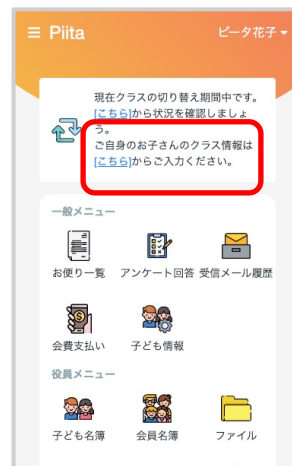 Piita
ピータ花子
現在クラスの切り替え期間中です。
[こちら]から状況を確認しましょ
う。
ご自身のお子さんのクラス情報は
[こちら]からご入力ください。
一般メニュー
お便り一覧 アンケート回答 受信メール履歴
会費支払い 子ども情報
役員メニュー
子ども名簿 会員名簿 ファイル